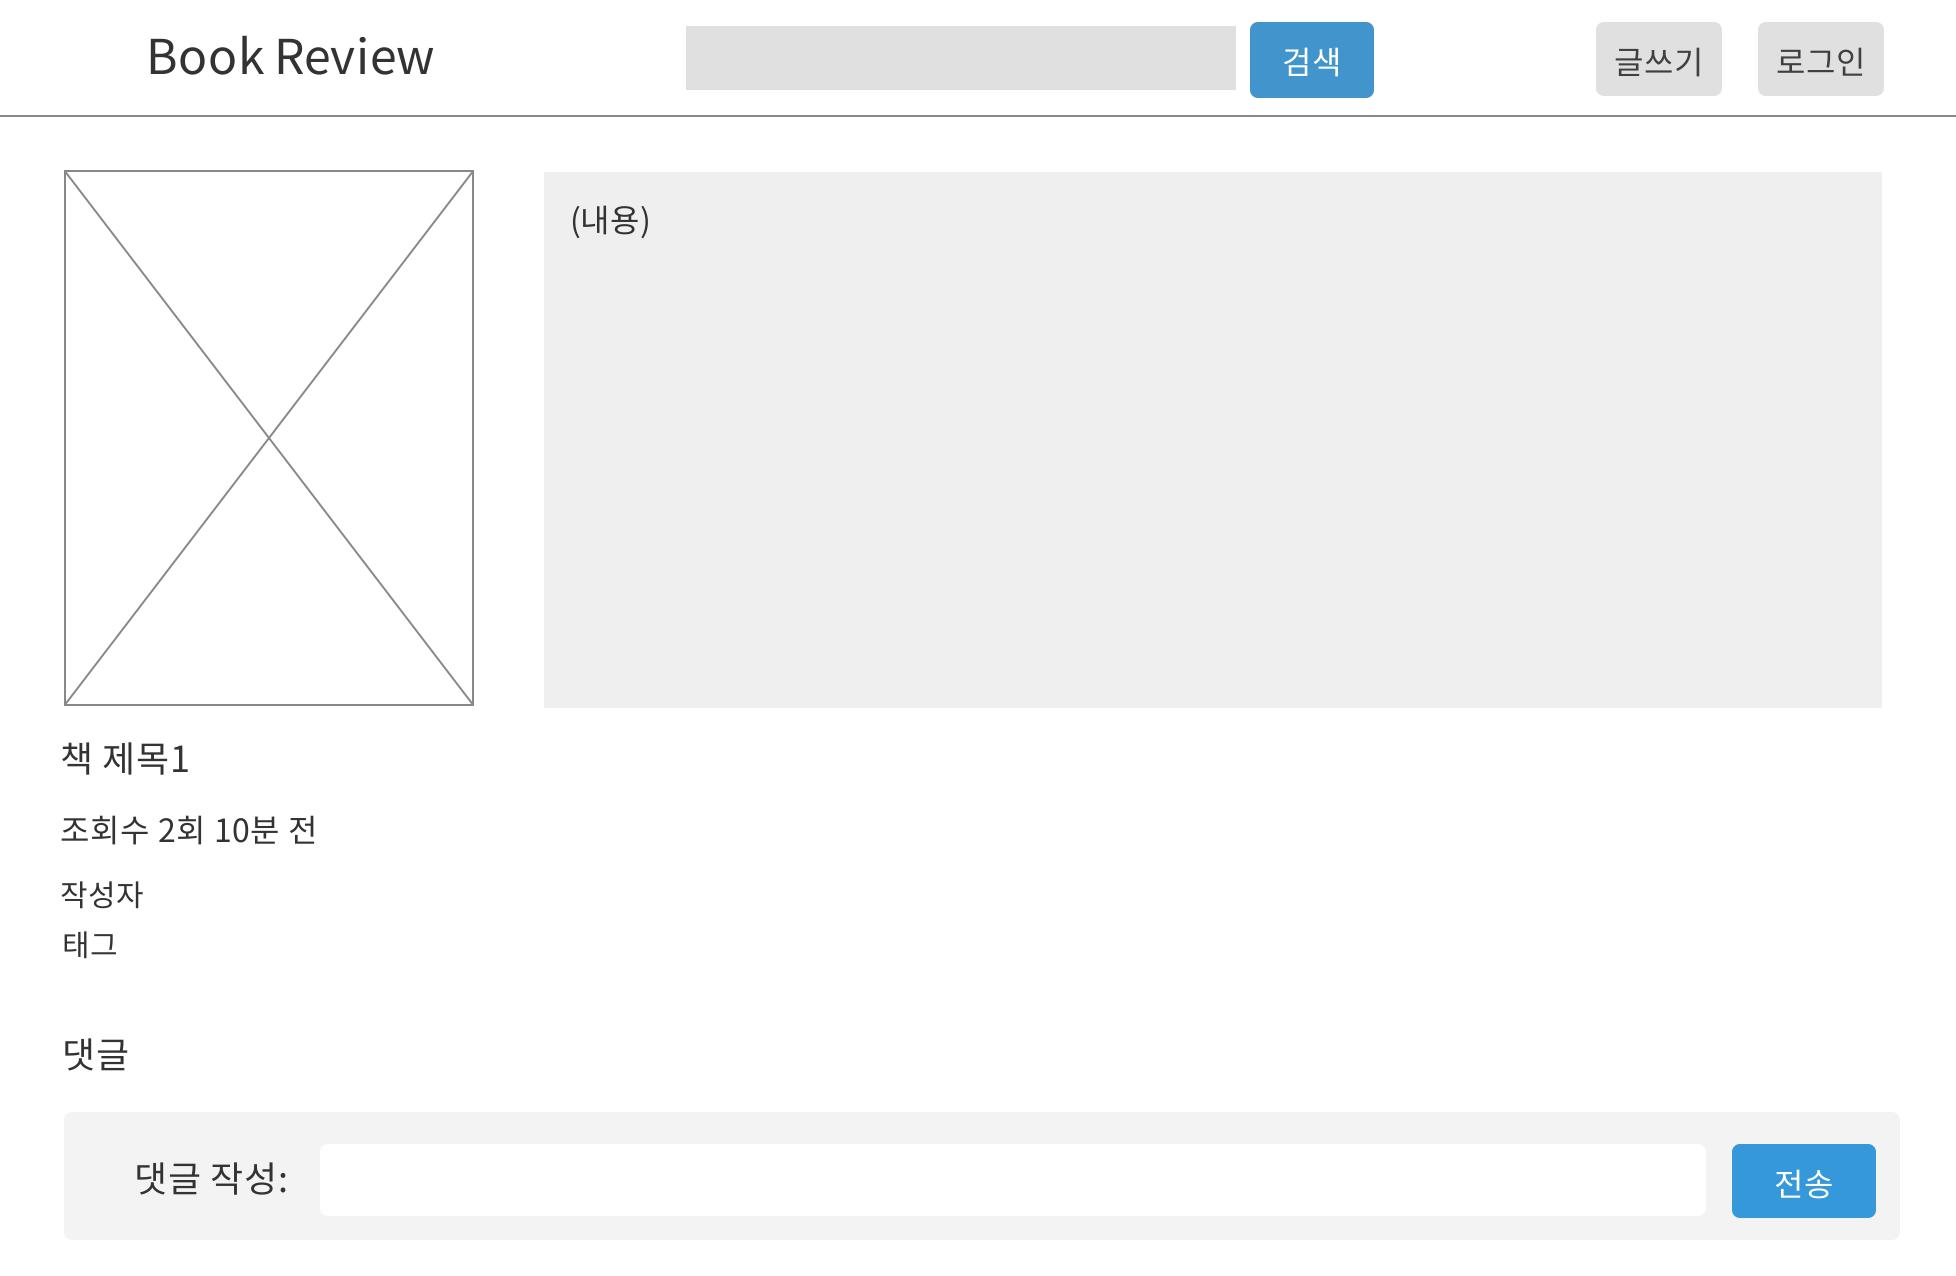 Book Review
검색
글쓰기
로그인
(내용)
책 제목1
조회수 2회 10분 전
작성자
태그
댓글
댓글 작성:
전송